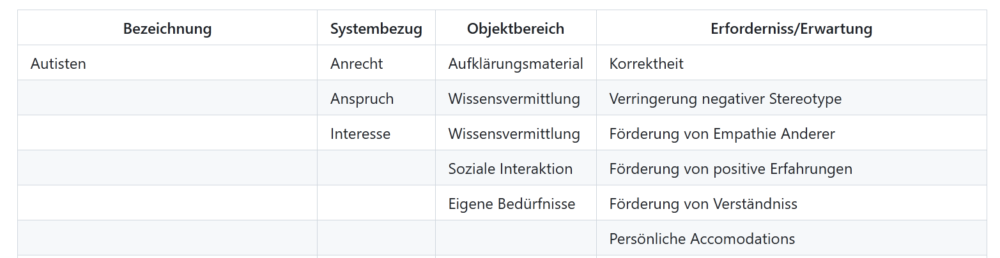 Bezeichnung Systembezug Objektbereich Erforderniss/Erwartung
Autisten Anrecht Aufklärungsmaterial Korrektheit
Anspruch Wissensvermittlung Verringerung negativer Stereotype
Interesse Wissensvermittlung Förderung von Empathie Anderer
Soziale Interaktion Förderung von positive Erfahrungen
Eigene Bedürfnisse Förderung von Verständniss
Persönliche Accomodations